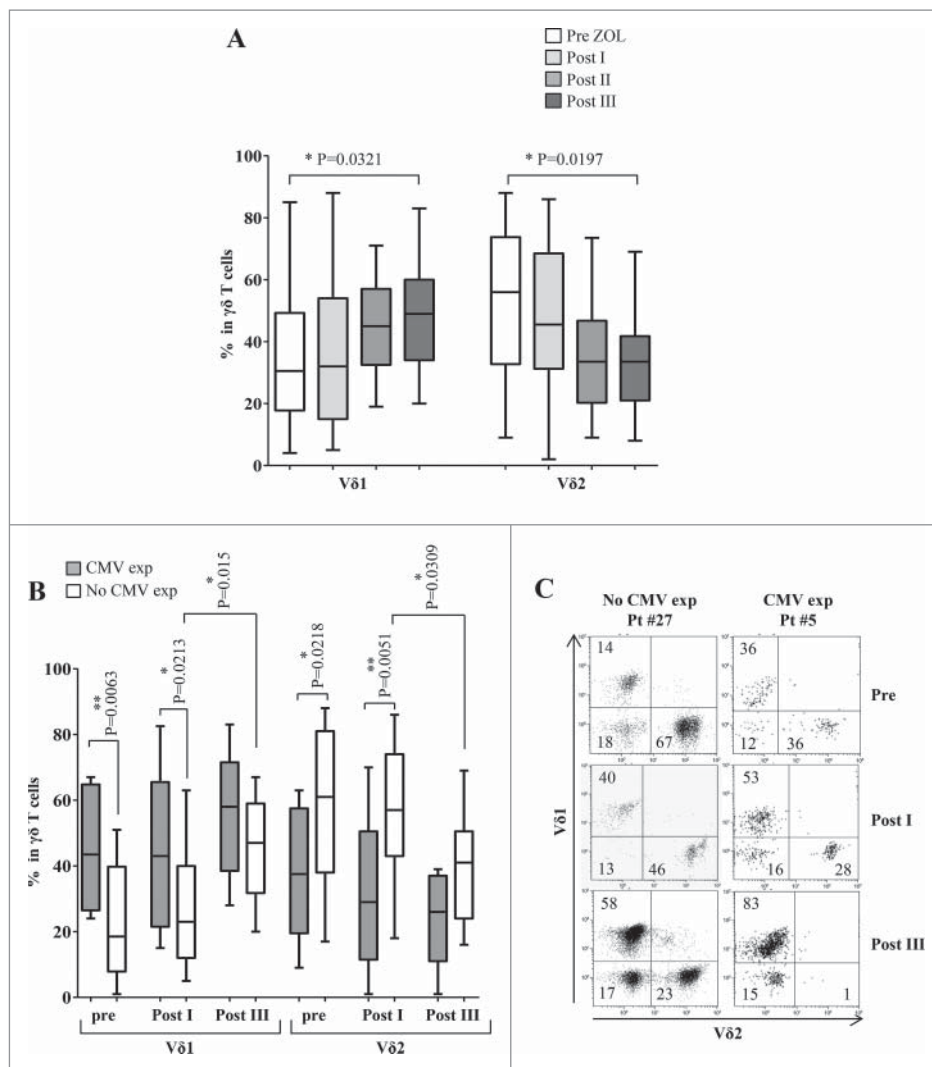 A
Pre ZOL
Post I
Post II
Post III
* P=0.0321
* P=0.0197
100
80
60
40
20
0
% in γδ T cells
Vδ1
Vδ2
B
CMV exp
No CMV exp
** P=0.0063
* P=0.0213
* P=0.015
* P=0.0218
** P=0.0051
* P=0.0309
100
80
60
40
20
0
% in γδ T cells
pre
Post I
Post III
pre
Post I
Post III
Vδ1
Vδ2
C
No CMV exp
Pt #27
CMV exp
Pt #5
14
18
67
36
12
36
Pre
40
13
46
53
16
28
Post I
58
17
23
83
15
1
Post III
Vδ1
Vδ2